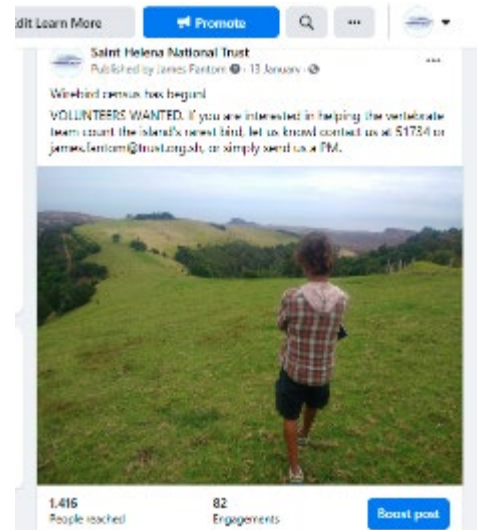 dit Learn More
Promote
Saint Helena National Trust
Published by James Fantom · 13 January ·
Wirebird census has begun!
VOLUNTEERS WANTED. If you are interested in helping the vertebrate
team count the island's rarest bird, let us know! contact us at 51734 or
james.fantom@trust.org.sh, or simply send us a PM.
1,416
People reached
82
Engagements
Boost post